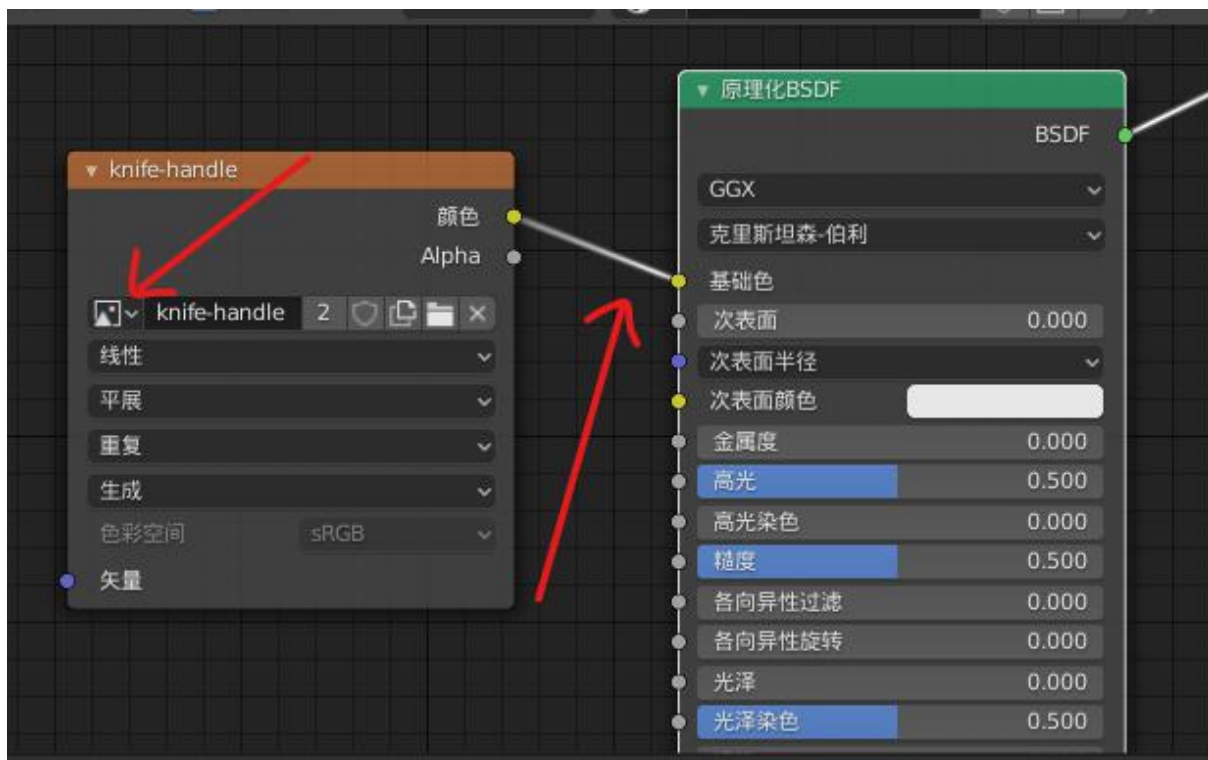 knife-handle
颜色
Alpha
knife-handle 2
线性
平展
重复
生成
色彩空间 sRGB
矢量
原理化BSDF
BSDF
GGX
克里斯坦森-伯利
基础色
次表面 0.000
次表面半径
次表面颜色
金属度 0.000
高光 0.500
高光染色 0.000
糙度 0.500
各向异性过滤 0.000
各向异性旋转 0.000
光泽 0.000
光泽染色 0.500